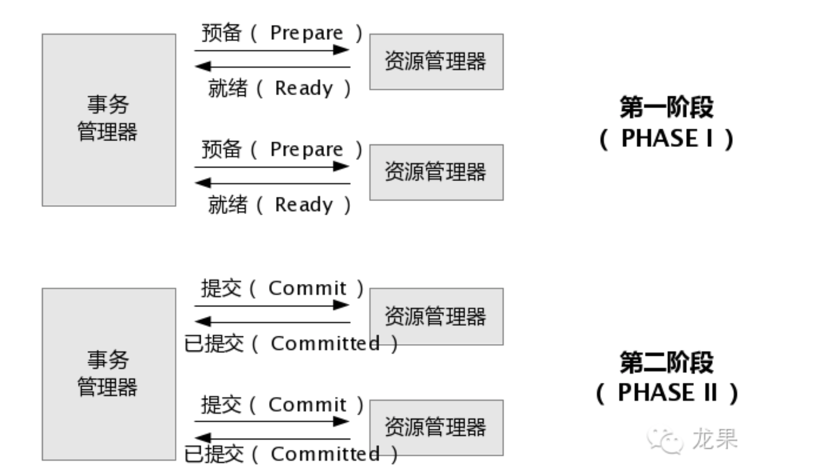 预备( Prepare )
就绪( Ready )
事务
管理器
资源管理器
预备( Prepare )
就绪( Ready )
资源管理器
第一阶段
( PHASE I )
提交( Commit )
已提交( Committed )
事务
管理器
资源管理器
提交( Commit )
已提交( Committed )
资源管理器
第二阶段
( PHASE II )
龙果